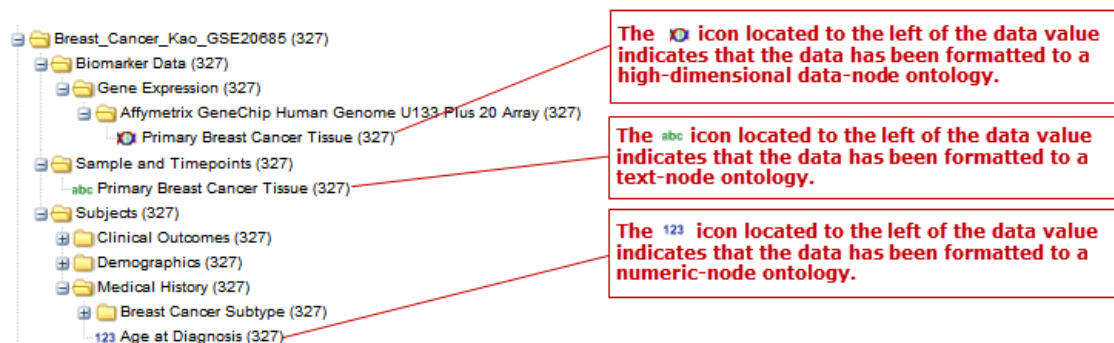 Breast_Cancer_Kao_GSE20685 (327)
Biomarker Data (327)
Gene Expression (327)
Affymetrix GeneChip Human Genome U133 Plus 20 Array (327)
Primary Breast Cancer Tissue (327)
Sample and Timepoints (327)
abc Primary Breast Cancer Tissue (327)
Subjects (327)
Clinical Outcomes (327)
Demographics (327)
Medical History (327)
Breast Cancer Subtype (327)
123 Age at Diagnosis (327)
The icon located to the left of the data value
indicates that the data has been formatted to a
high-dimensional data-node ontology.
The abc icon located to the left of the data value
indicates that the data has been formatted to a
text-node ontology.
The 123 icon located to the left of the data value
indicates that the data has been formatted to a
numeric-node ontology.